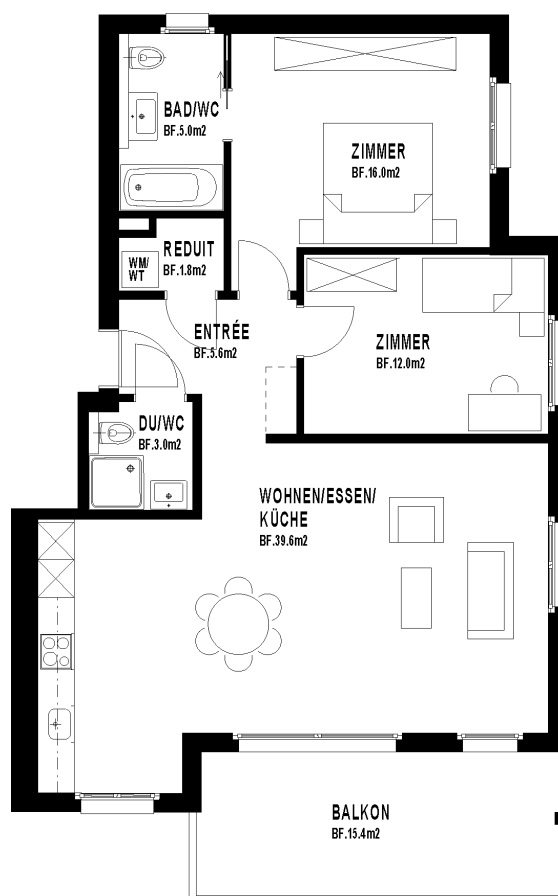 BAD/WC
BF.5.0m2
ZIMMER
BF.16.0m2
REDUIT
BF.1.8m2
WM/
WT
ENTRÉE
BF.5.6m2
ZIMMER
BF.12.0m2
DU/WC
BF.3.0m2
WOHNEN/ESSEN/
KÜCHE
BF.39.6m2
BALKON
BF.15.4m2